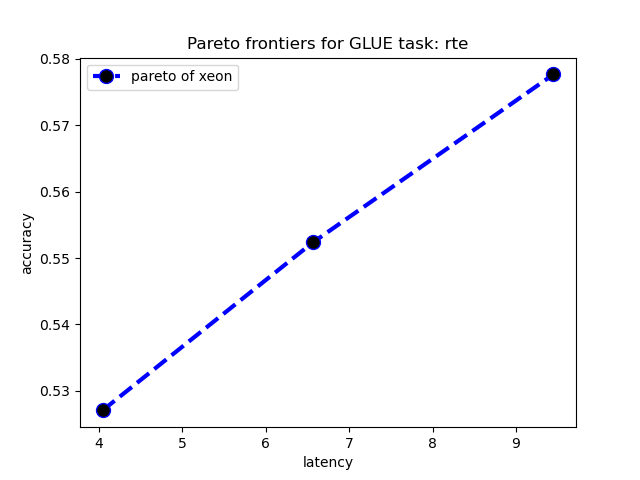 Pareto frontiers for GLUE task: rte
pareto of xeon
0.58
0.57
0.56
0.55
0.54
0.53
accuracy
4 5 6 7 8 9
latency